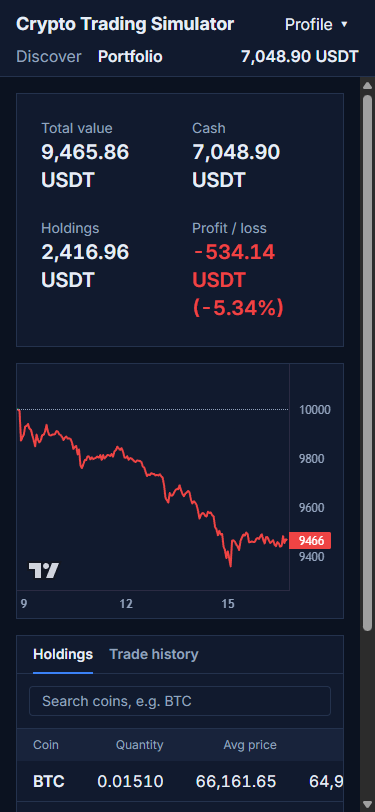 Crypto Trading Simulator Profile ▼
Discover Portfolio 7,048.90 USDT
Total value Cash
9,465.86 7,048.90
USDT USDT
Holdings Profit / loss
2,416.96 -534.14
USDT USDT
(-5.34%)
10000
9800
9600
9466
9400
9 12 15
Holdings Trade history
Search coins, e.g. BTC
Coin Quantity Avg price
BTC 0.01510 66,161.65 64,9